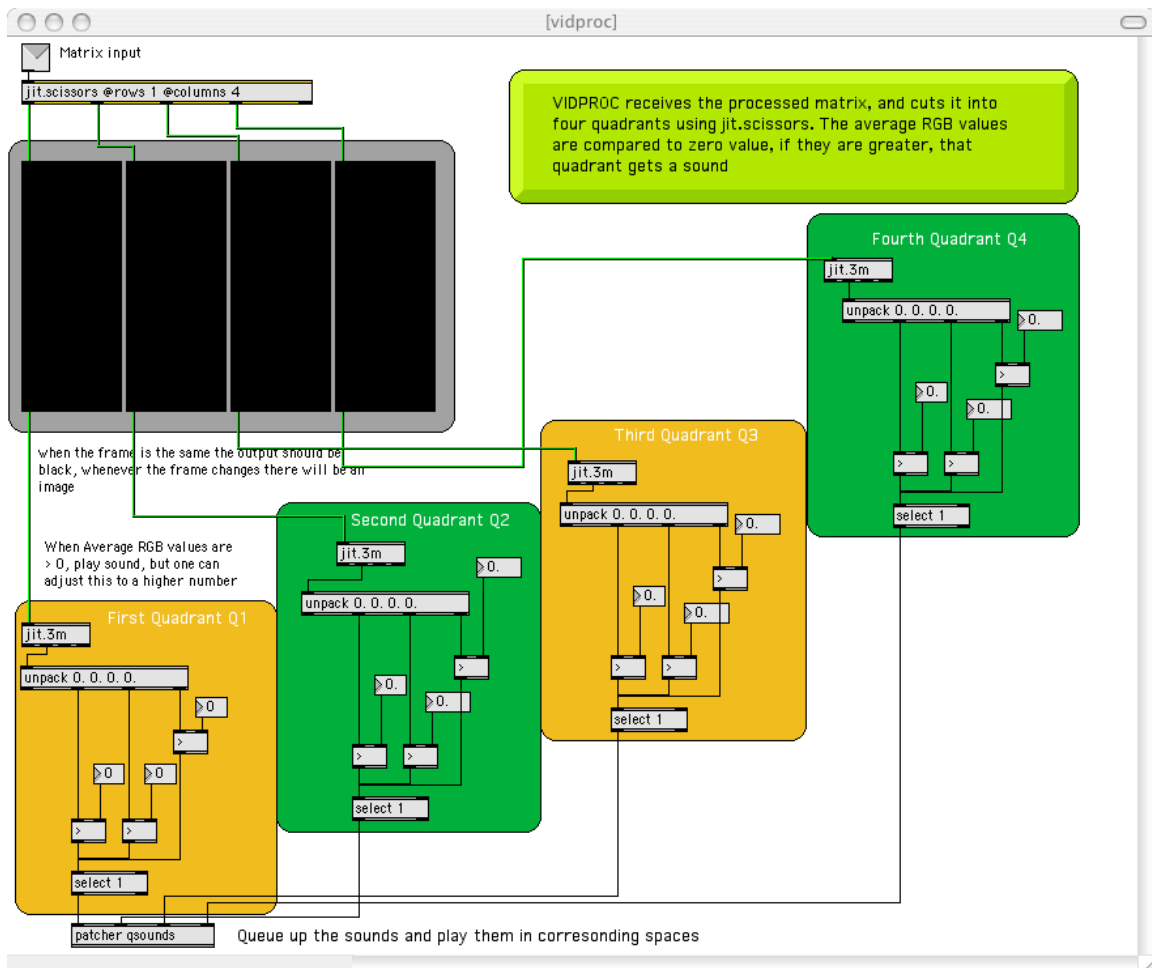 [vidproc]
Matrix input
jit.scissors @rows 1 @columns 4
VIDPROC receives the processed matrix, and cuts it into
four quadrants using jit.scissors. The average RGB values
are compared to zero value, if they are greater, that
quadrant gets a sound
Fourth Quadrant Q4
jit.3m
unpack 0. 0. 0. 0.
0.
>
0.
0.
>
>
select 1
when the frame is the same the output should be
black, whenever the frame changes there will be an
image
Third Quadrant Q3
jit.3m
unpack 0. 0. 0. 0.
0.
>
0.
0.
>
>
select 1
When Average RGB values are
> 0, play sound, but one can
adjust this to a higher number
Second Quadrant Q2
jit.3m
unpack 0. 0. 0. 0.
0.
>
0.
0.
>
>
select 1
First Quadrant Q1
jit.3m
unpack 0. 0. 0. 0.
0
>
0
0
>
>
select 1
patcher qsounds
Queue up the sounds and play them in corresonding spaces